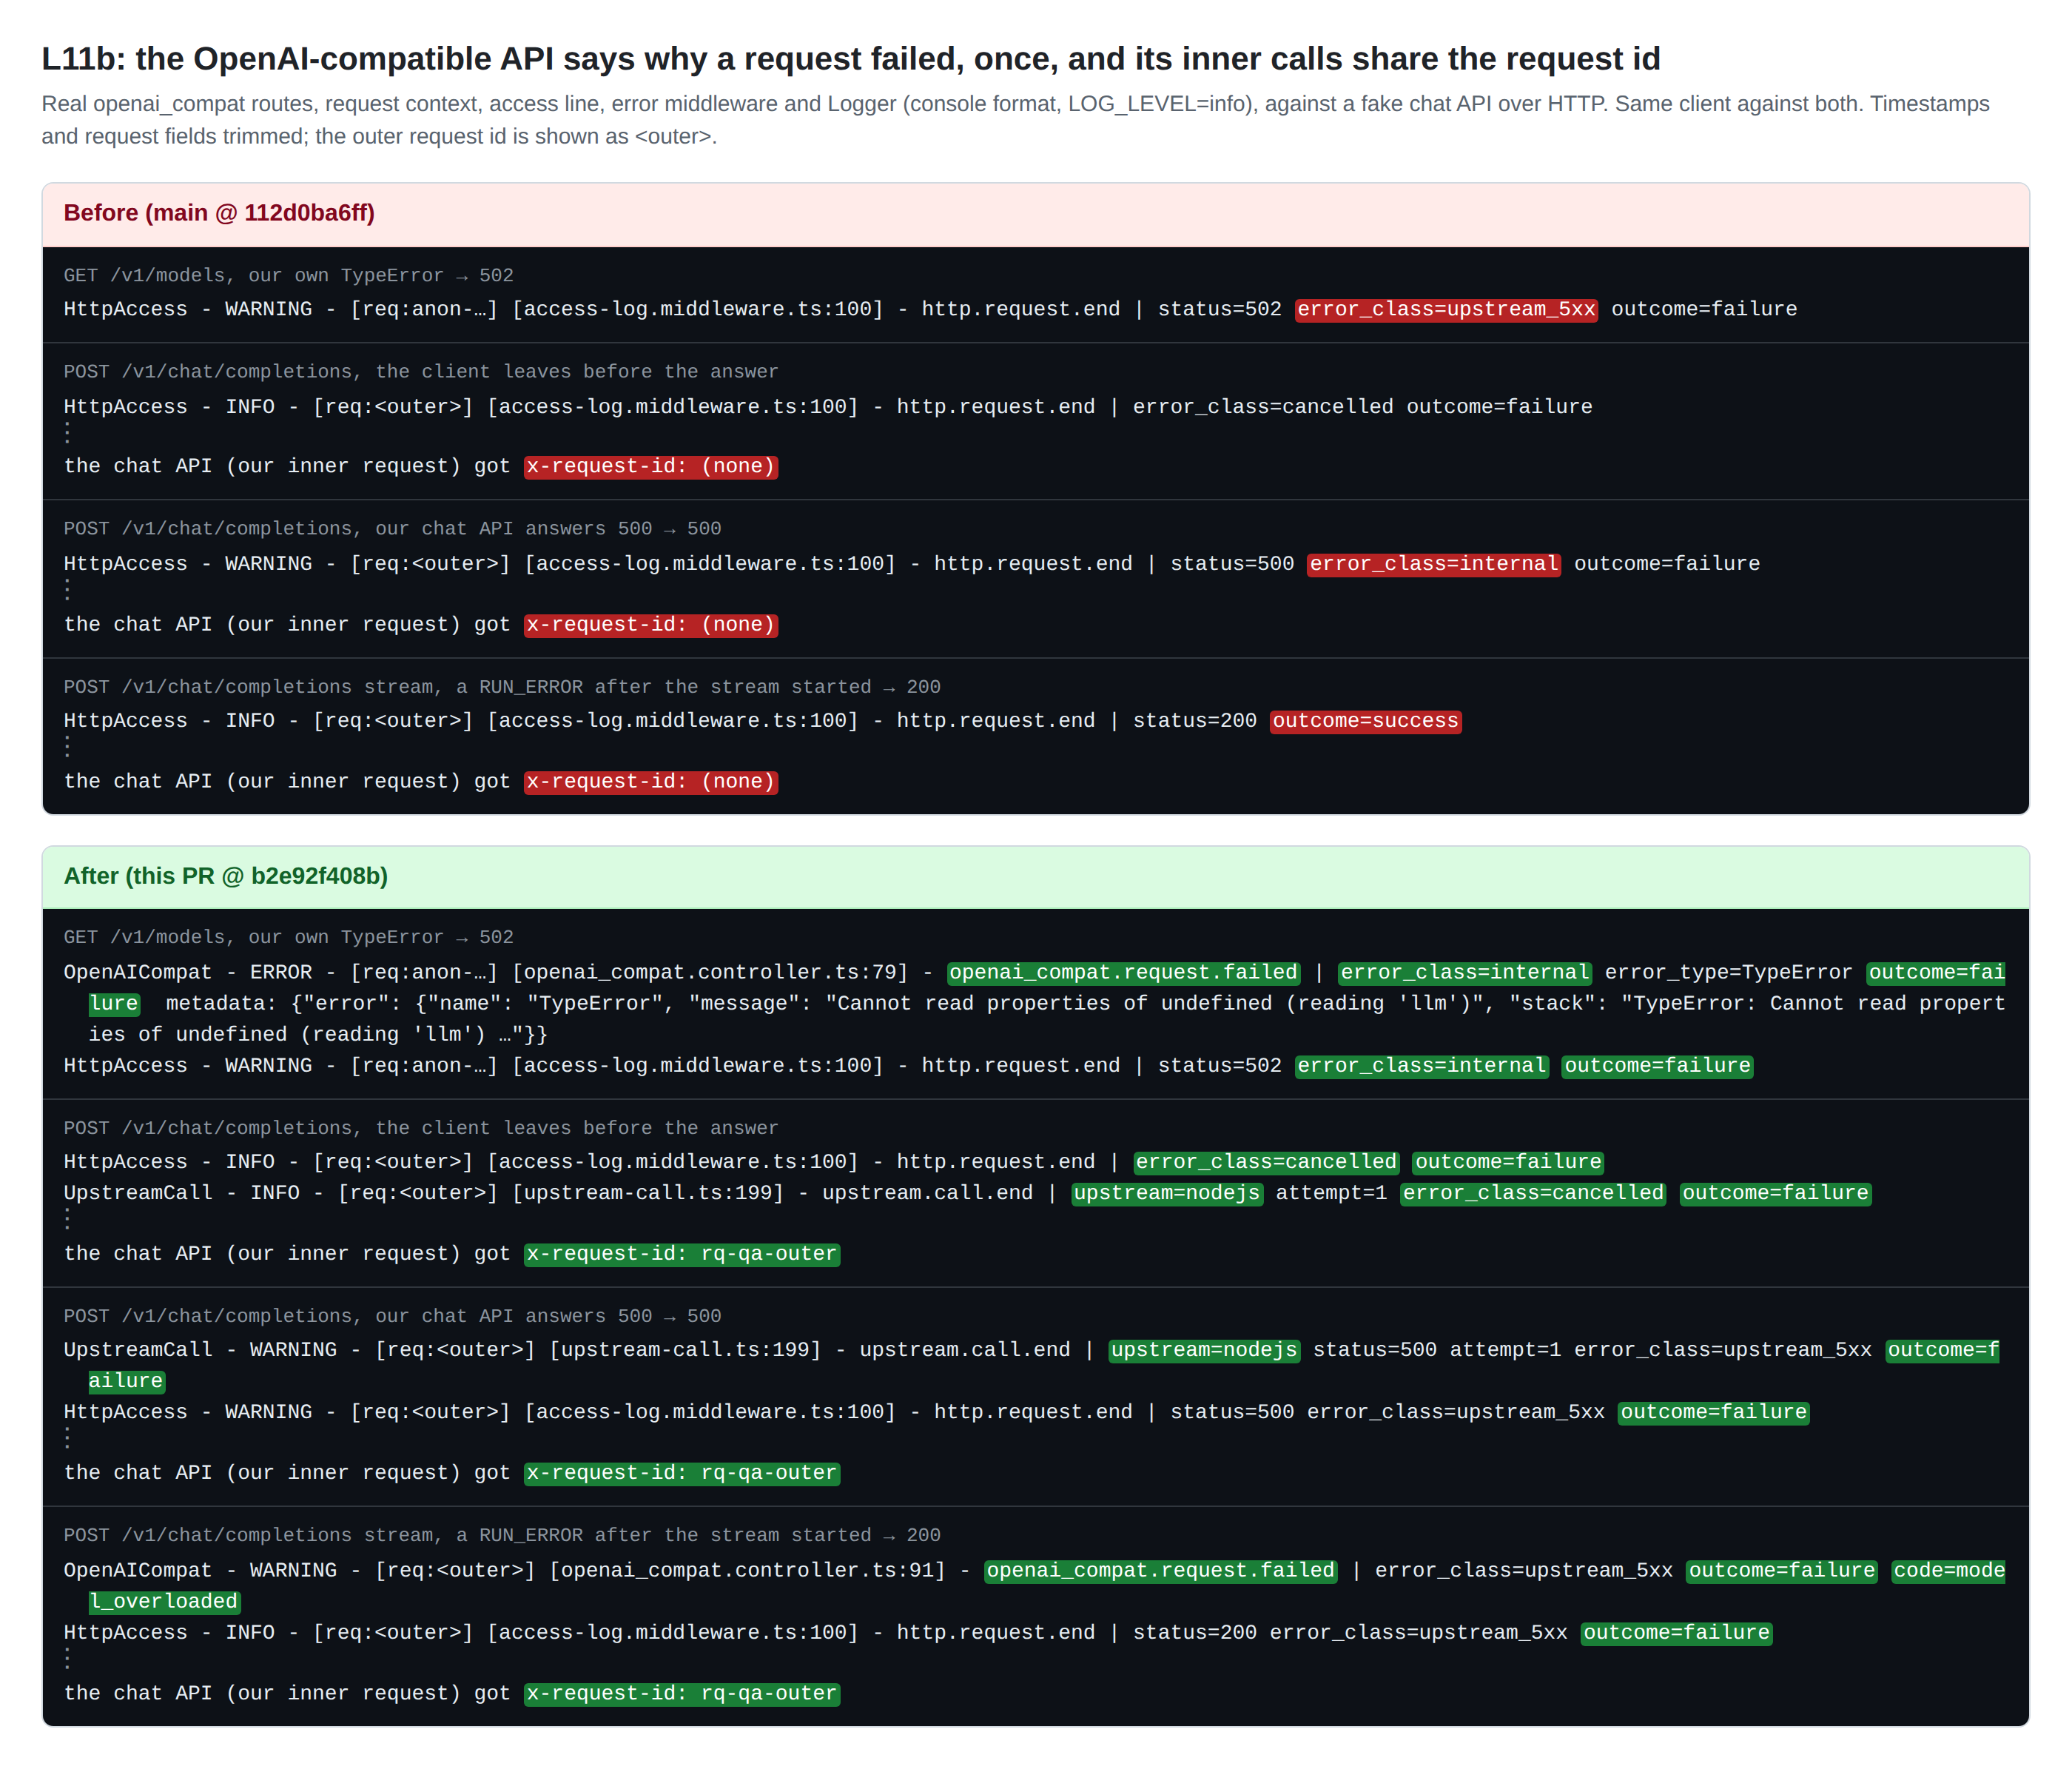 L11b: the OpenAI-compatible API says why a request failed, once, and its inner calls share the request id
Real openai_compat routes, request context, access line, error middleware and Logger (console format, LOG_LEVEL=info), against a fake chat API over HTTP. Same client against both. Timestamps
and request fields trimmed; the outer request id is shown as <outer>.
Before (main @ 112d0ba6ff)
GET /v1/models, our own TypeError → 502
HttpAccess - WARNING - [req:anon-…] [access-log.middleware.ts:100] - http.request.end | status=502 error_class=upstream_5xx outcome=failure
POST /v1/chat/completions, the client leaves before the answer
HttpAccess - INFO - [req:<outer>] [access-log.middleware.ts:100] - http.request.end | error_class=cancelled outcome=failure
⋮
the chat API (our inner request) got x-request-id: (none)
POST /v1/chat/completions, our chat API answers 500 → 500
HttpAccess - WARNING - [req:<outer>] [access-log.middleware.ts:100] - http.request.end | status=500 error_class=internal outcome=failure
⋮
the chat API (our inner request) got x-request-id: (none)
POST /v1/chat/completions stream, a RUN_ERROR after the stream started → 200
HttpAccess - INFO - [req:<outer>] [access-log.middleware.ts:100] - http.request.end | status=200 outcome=success
⋮
the chat API (our inner request) got x-request-id: (none)
After (this PR @ b2e92f408b)
GET /v1/models, our own TypeError → 502
OpenAICompat - ERROR - [req:anon-…] [openai_compat.controller.ts:79] - openai_compat.request.failed | error_class=internal error_type=TypeError outcome=fai
lure  metadata: {"error": {"name": "TypeError", "message": "Cannot read properties of undefined (reading 'llm')", "stack": "TypeError: Cannot read propert
ies of undefined (reading 'llm') …"}}
HttpAccess - WARNING - [req:anon-…] [access-log.middleware.ts:100] - http.request.end | status=502 error_class=internal outcome=failure
POST /v1/chat/completions, the client leaves before the answer
HttpAccess - INFO - [req:<outer>] [access-log.middleware.ts:100] - http.request.end | error_class=cancelled outcome=failure
UpstreamCall - INFO - [req:<outer>] [upstream-call.ts:199] - upstream.call.end | upstream=nodejs attempt=1 error_class=cancelled outcome=failure
⋮
the chat API (our inner request) got x-request-id: rq-qa-outer
POST /v1/chat/completions, our chat API answers 500 → 500
UpstreamCall - WARNING - [req:<outer>] [upstream-call.ts:199] - upstream.call.end | upstream=nodejs status=500 attempt=1 error_class=upstream_5xx outcome=f
ailure
HttpAccess - WARNING - [req:<outer>] [access-log.middleware.ts:100] - http.request.end | status=500 error_class=upstream_5xx outcome=failure
⋮
the chat API (our inner request) got x-request-id: rq-qa-outer
POST /v1/chat/completions stream, a RUN_ERROR after the stream started → 200
OpenAICompat - WARNING - [req:<outer>] [openai_compat.controller.ts:91] - openai_compat.request.failed | error_class=upstream_5xx outcome=failure code=mode
l_overloaded
HttpAccess - INFO - [req:<outer>] [access-log.middleware.ts:100] - http.request.end | status=200 error_class=upstream_5xx outcome=failure
⋮
the chat API (our inner request) got x-request-id: rq-qa-outer